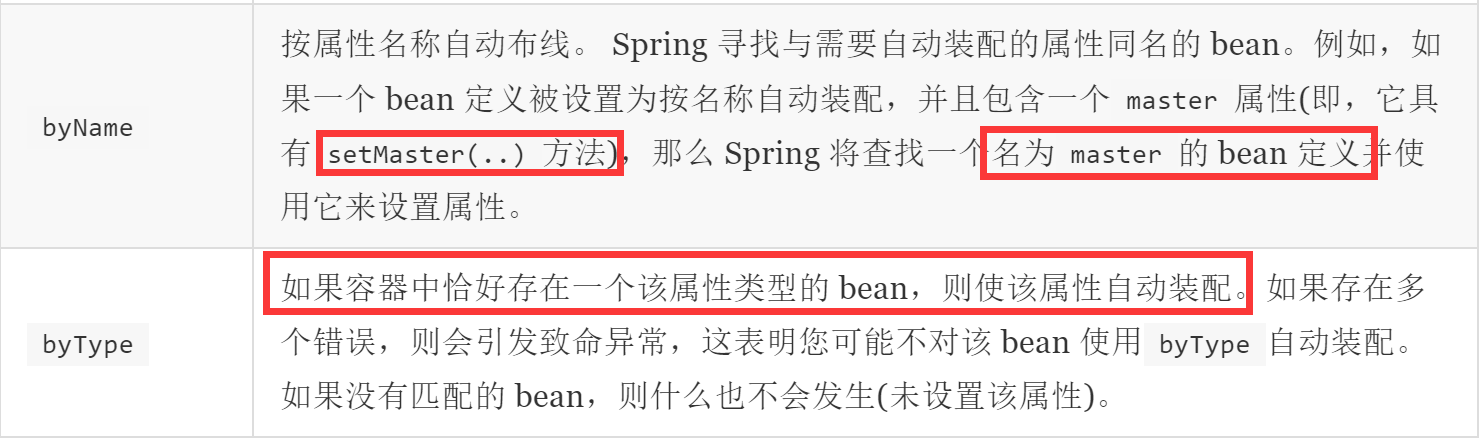 按属性名称自动布线。 Spring 寻找与需要自动装配的属性同名的 bean。例如，如
果一个 bean 定义被设置为按名称自动装配，并且包含一个 master 属性(即，它具
byName
有 setMaster(..) 方法)，那么 Spring 将查找一个名为 master 的 bean 定义并使
用它来设置属性。
如果容器中恰好存在一个该属性类型的 bean，则使该属性自动装配。如果存在多
byType
个错误，则会引发致命异常，这表明您可能不对该 bean 使用 byType 自动装配。
如果没有匹配的 bean，则什么也不会发生(未设置该属性)。